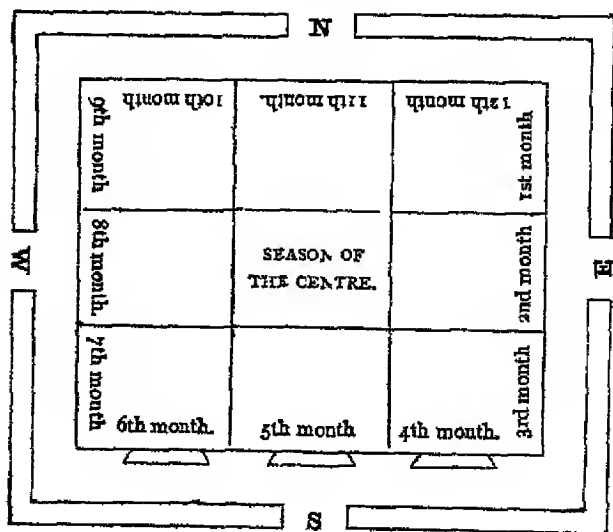 N
10th month
11th month.
12th month
9th month
1st month
W
8th month.
SEASON OF
THE CENTRE.
2nd month
E
7th month
3rd month
6th month.
5th month
4th month.
S